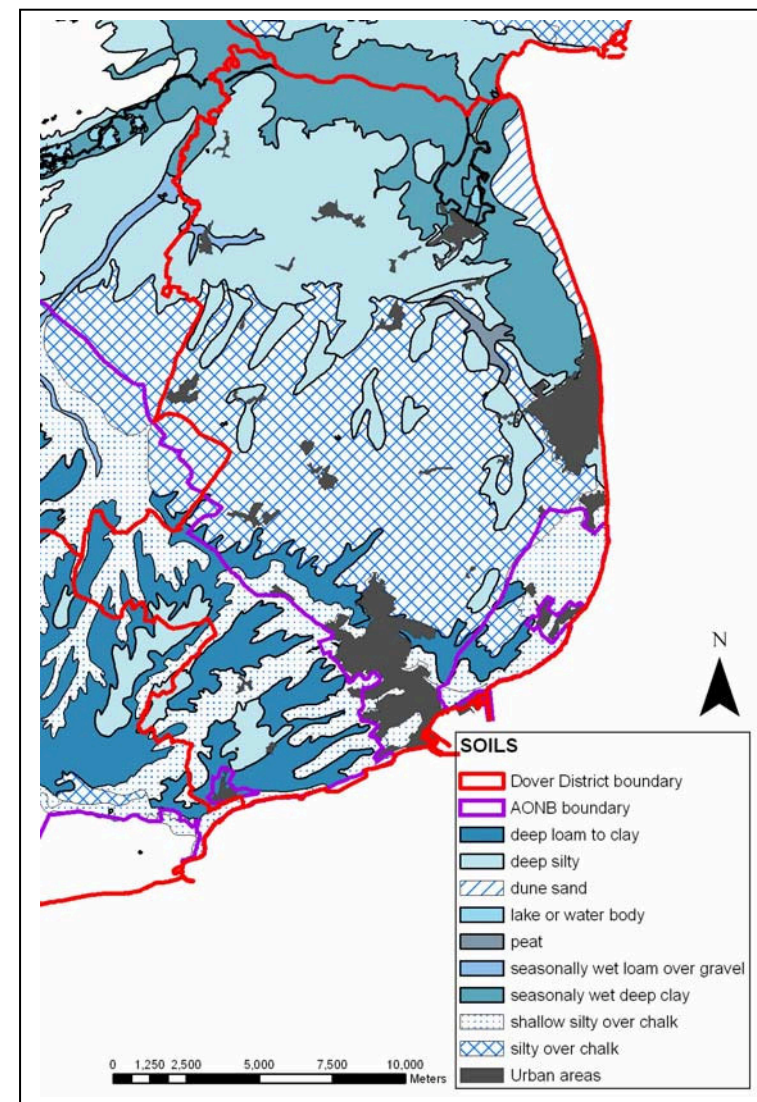 N
SOILS
Dover District boundary
AONB boundary
deep loam to clay
deep silty
dune sand
lake or water body
peat
seasonally wet loam over gravel
seasonaly wet deep clay
shallow silty over chalk
silty over chalk
Urban areas
0 1,250 2,500 5,000 7,500 10,000
Meters